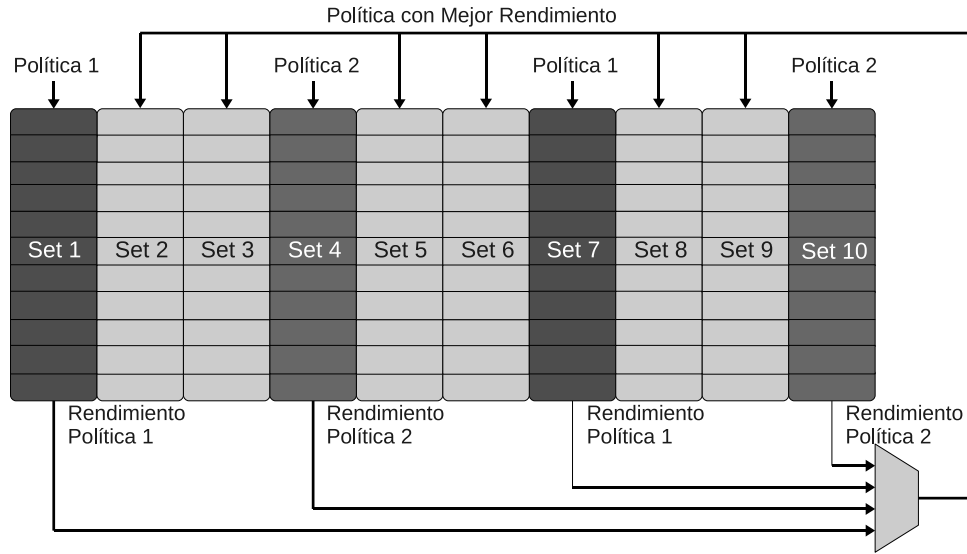 Política con Mejor Rendimiento
Política 1
Política 2
Política 1
Política 2
Set 1
Set 2
Set 3
Set 4
Set 5
Set 6
Set 7
Set 8
Set 9
Set 10
Rendimiento
Política 1
Rendimiento
Política 2
Rendimiento
Política 1
Rendimiento
Política 2